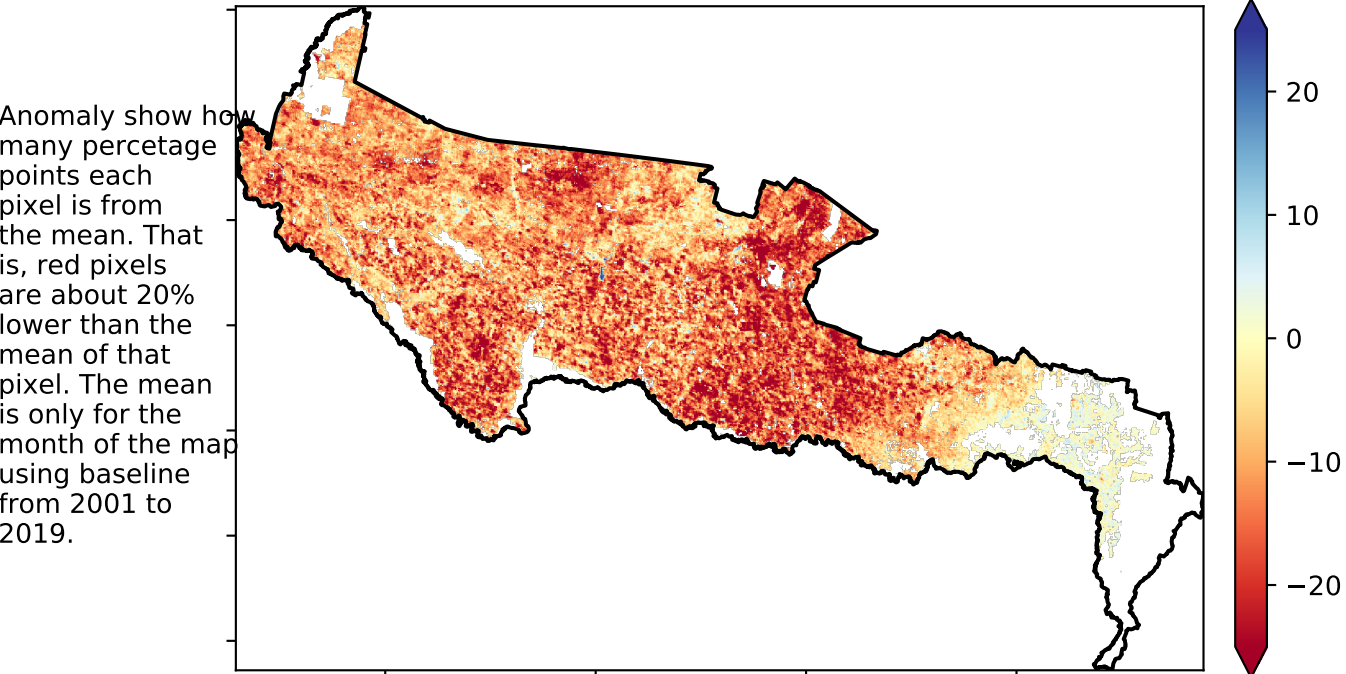 Anomaly show how
many percetage
points each
pixel is from
the mean. That
is, red pixels
are about 20%
lower than the
mean of that
pixel. The mean
is only for the
month of the map
using baseline
from 2001 to
2019.
20
10
0
−10
−20